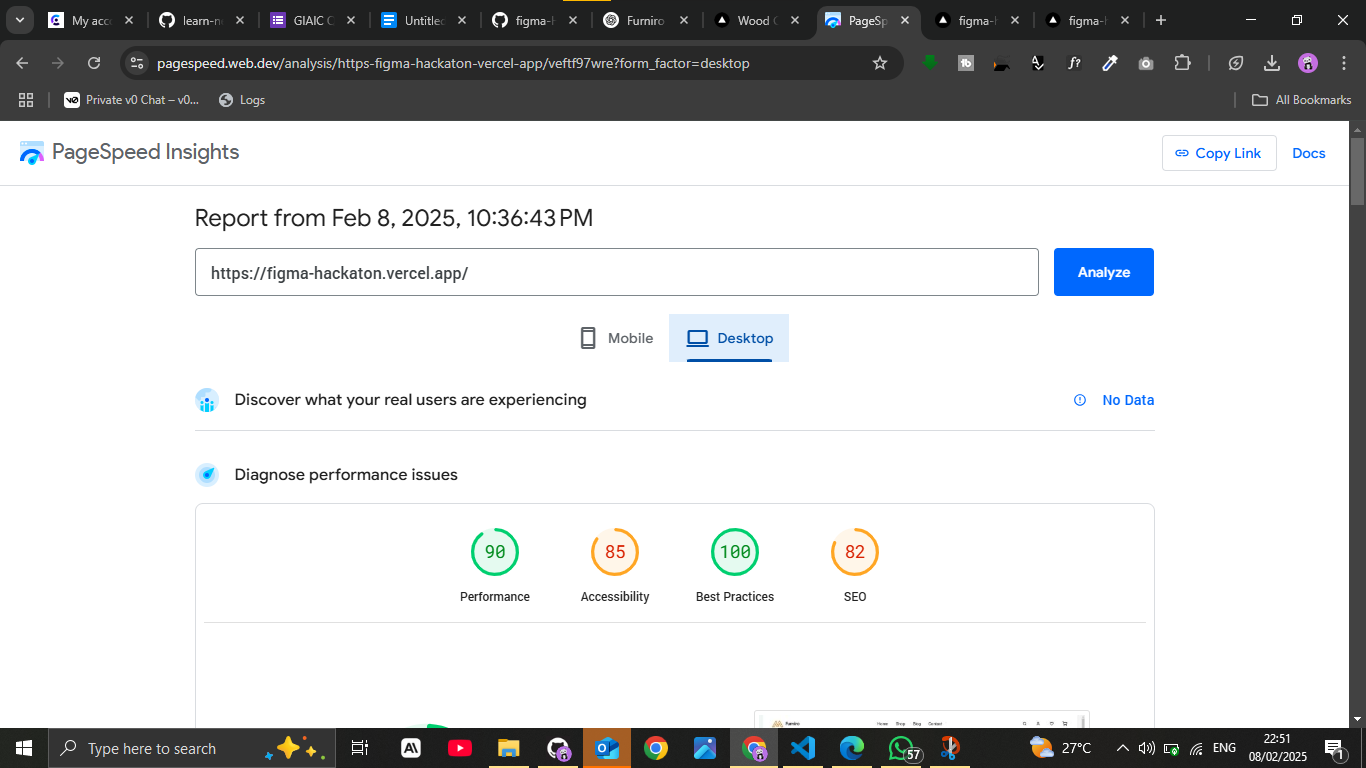 My acc
learn-n
GIAIC C
Untitled
figma-h
Furniro
Wood C
PageSp
figma-h
figma-h
pagespeed.web.dev/analysis/https-figma-hackaton-vercel-app/veftf97wre?form_factor=desktop
Private v0 Chat – v0...
Logs
All Bookmarks
PageSpeed Insights
Copy Link
Docs
Report from Feb 8, 2025, 10:36:43 PM
https://figma-hackaton.vercel.app/
Analyze
Mobile
Desktop
Discover what your real users are experiencing
No Data
Diagnose performance issues
90
85
100
82
Performance
Accessibility
Best Practices
SEO
Furniro
Home Shop Blog Contact
Type here to search
57
27°C
ENG
22:51
08/02/2025
1